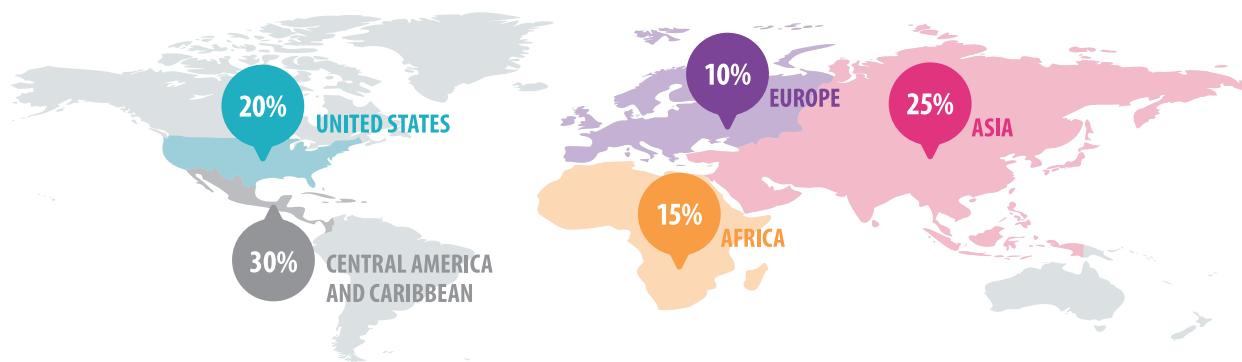 20%
UNITED STATES
30%
CENTRAL AMERICA
AND CARIBBEAN
10%
EUROPE
15%
AFRICA
25%
ASIA